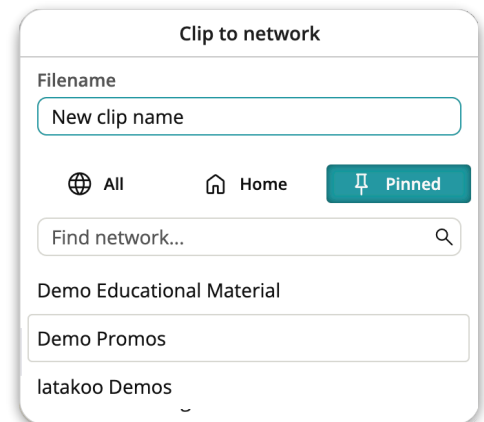 Clip to network
Filename
New clip name
All Home Pinned
Find network...
Demo Educational Material
Demo Promos
latakoo Demos